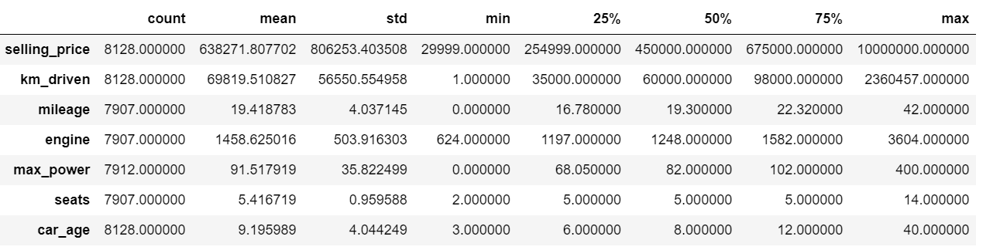 count mean std min 25% 50% 75% max
selling_price 8128.000000 638271.807702 806253.403508 29999.000000 254999.000000 450000.000000 675000.000000 10000000.000000
km_driven 8128.000000 69819.510827 56550.554958 1.000000 35000.000000 60000.000000 98000.000000 2360457.000000
mileage 7907.000000 19.418783 4.037145 0.000000 16.780000 19.300000 22.320000 42.000000
engine 7907.000000 1458.625016 503.916303 624.000000 1197.000000 1248.000000 1582.000000 3604.000000
max_power 7912.000000 91.517919 35.822499 0.000000 68.050000 82.000000 102.000000 400.000000
seats 7907.000000 5.416719 0.959588 2.000000 5.000000 5.000000 5.000000 14.000000
car_age 8128.000000 9.195989 4.044249 3.000000 6.000000 8.000000 12.000000 40.000000